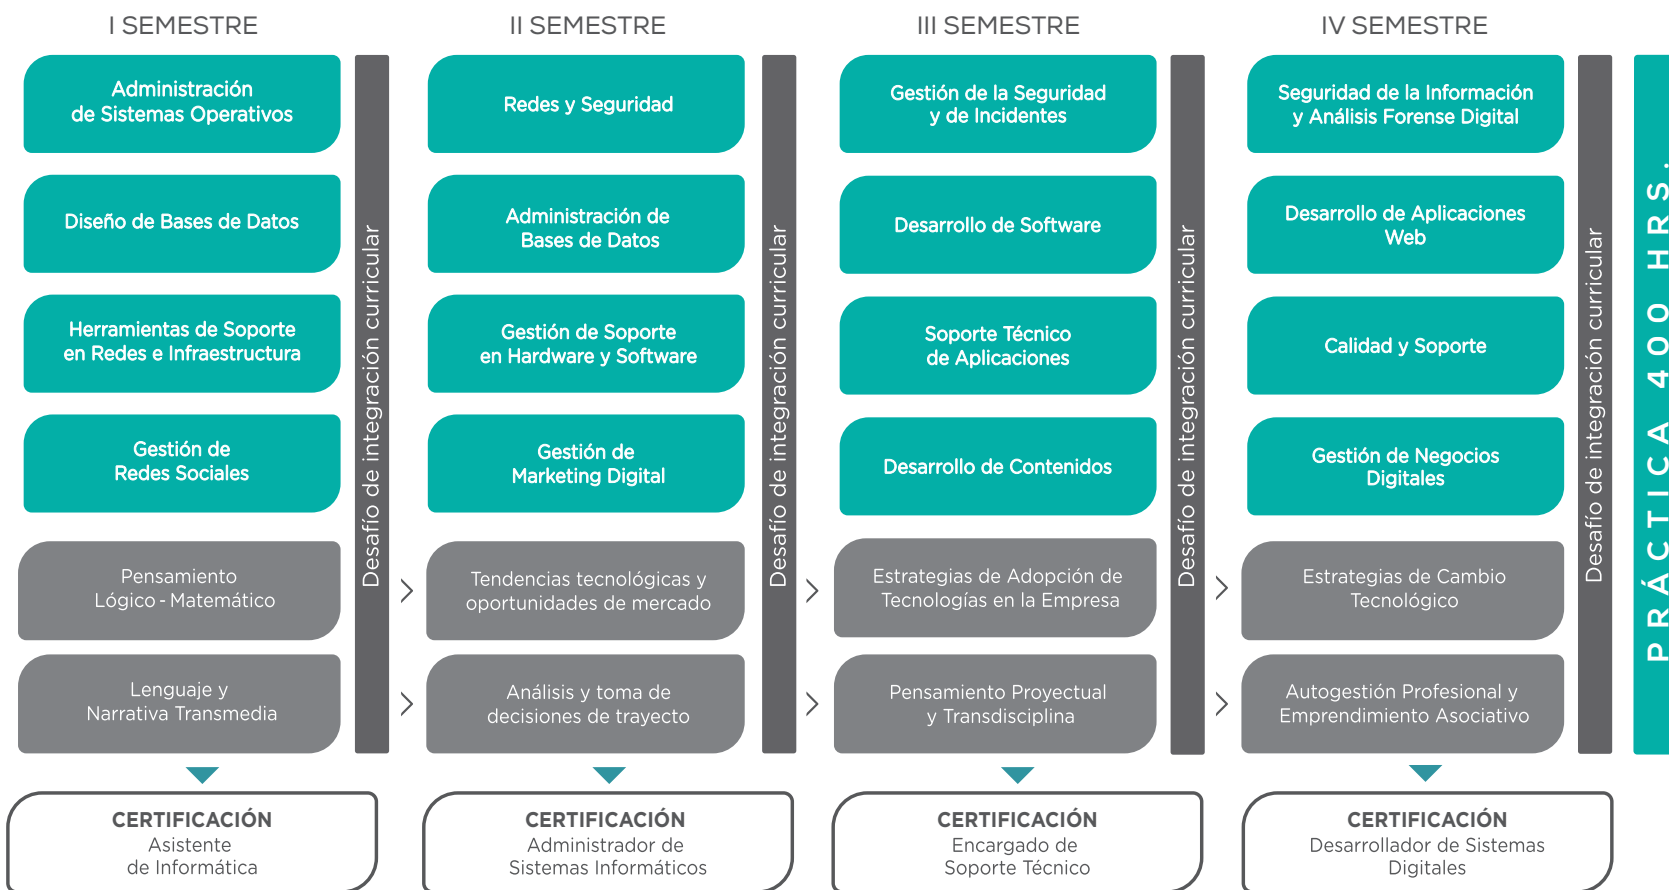 I SEMESTRE
Administración
de Sistemas Operativos
Diseño de Bases de Datos
Herramientas de Soporte
en Redes e Infraestructura
Gestión de
Redes Sociales
Pensamiento
Lógico - Matemático
Lenguaje y
Narrativa Transmedia
Desafío de integración curricular
CERTIFICACIÓN
Asistente
de Informática
II SEMESTRE
Redes y Seguridad
Administración de
Bases de Datos
Gestión de Soporte
en Hardware y Software
Gestión de
Marketing Digital
Tendencias tecnológicas y
oportunidades de mercado
Análisis y toma de
decisiones de trayecto
Desafío de integración curricular
CERTIFICACIÓN
Administrador de
Sistemas Informáticos
III SEMESTRE
Gestión de la Seguridad
y de Incidentes
Desarrollo de Software
Soporte Técnico
de Aplicaciones
Desarrollo de Contenidos
Estrategias de Adopción de
Tecnologías en la Empresa
Pensamiento Proyectual
y Transdisciplina
Desafío de integración curricular
CERTIFICACIÓN
Encargado de
Soporte Técnico
IV SEMESTRE
Seguridad de la Información
y Análisis Forense Digital
Desarrollo de Aplicaciones
Web
Calidad y Soporte
Gestión de Negocios
Digitales
Estrategias de Cambio
Tecnológico
Autogestión Profesional y
Emprendimiento Asociativo
Desafío de integración curricular
CERTIFICACIÓN
Desarrollador de Sistemas
Digitales
PRÁCTICA 400 HRS.